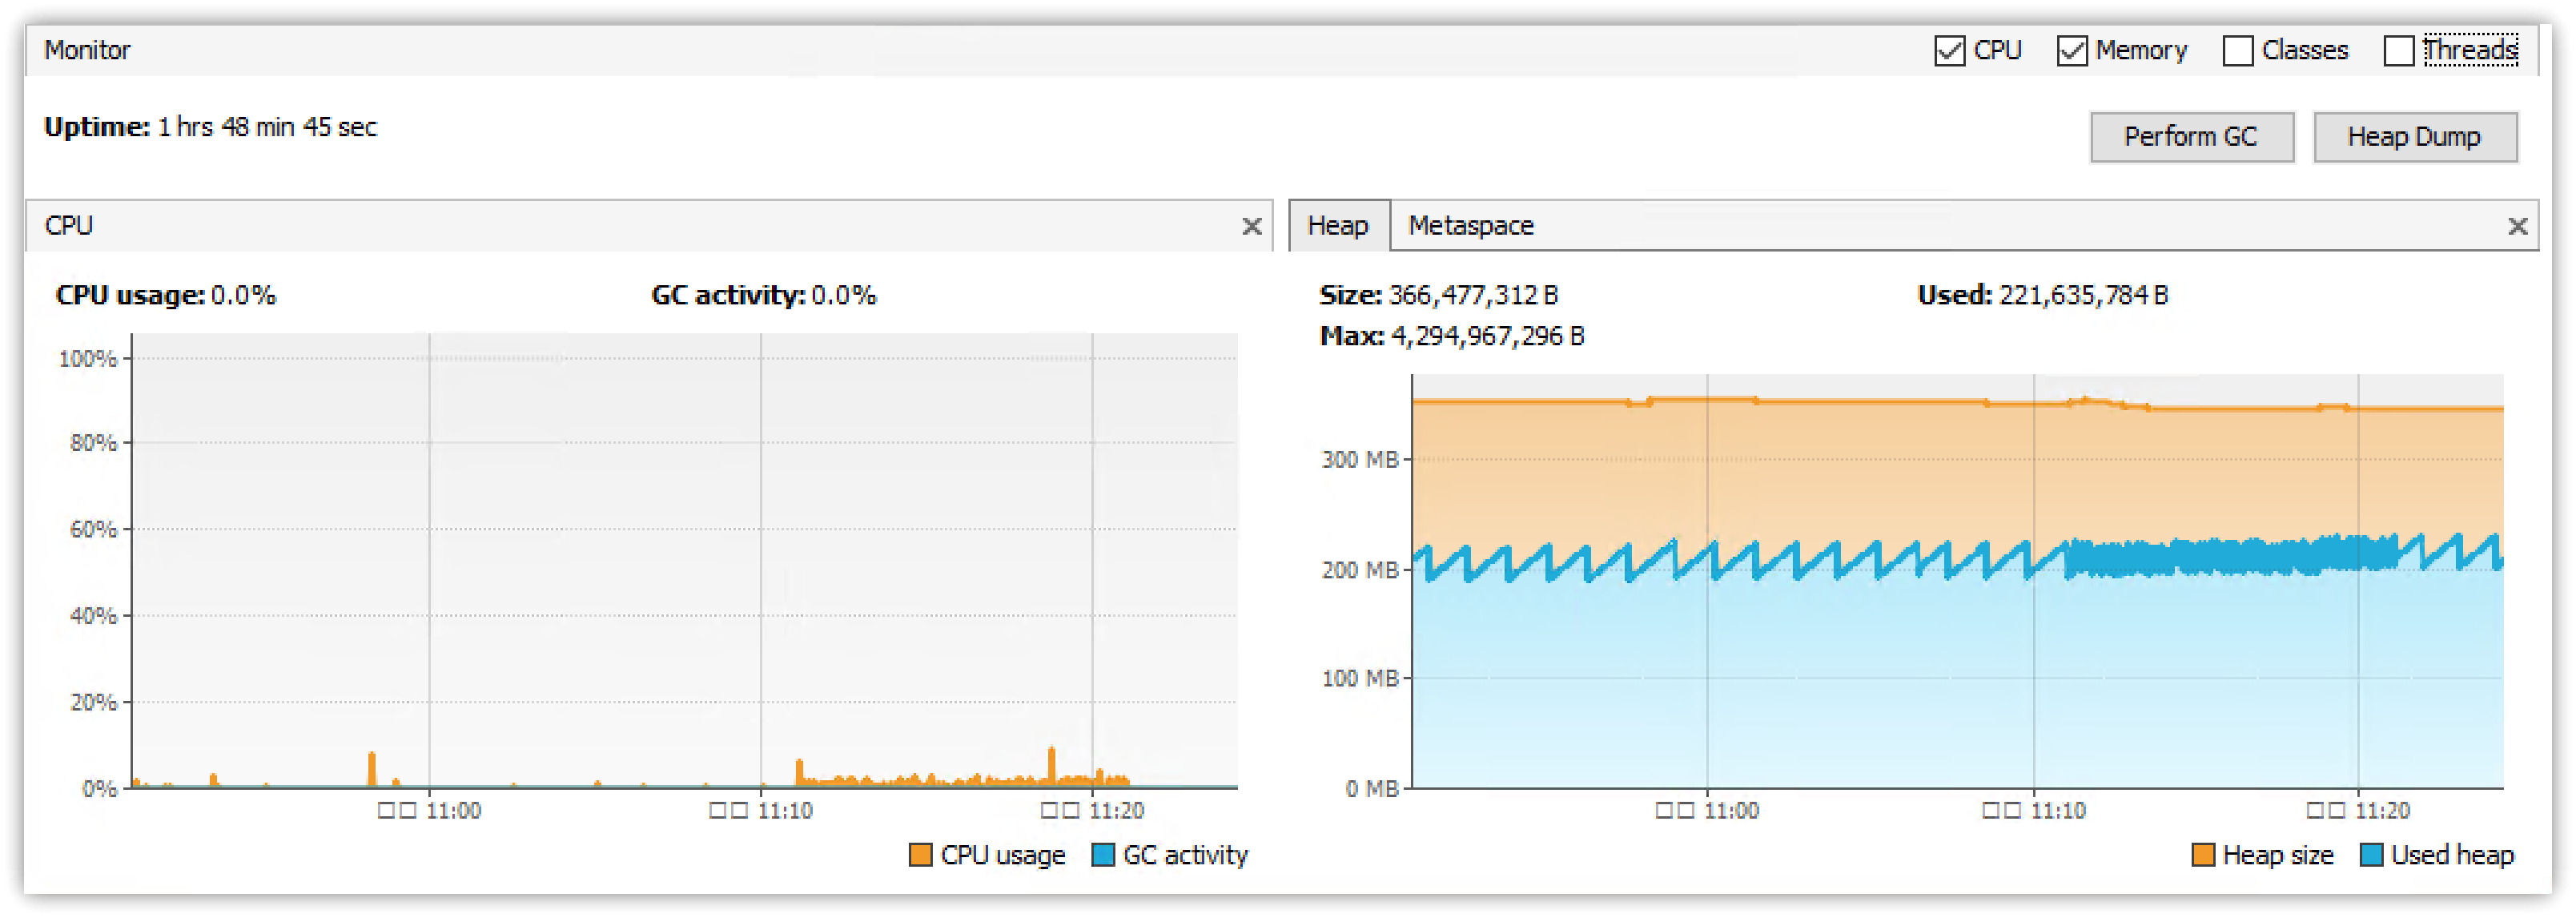 Monitor
CPU Memory Classes Threads
Uptime: 1 hrs 48 min 45 sec
Perform GC Heap Dump
CPU
CPU usage: 0.0% GC activity: 0.0%
100%
80%
60%
40%
20%
0%
□□ 11:00 □□ 11:10 □□ 11:20
CPU usage GC activity
Heap Metaspace
Size: 366,477,312 B Used: 221,635,784 B
Max: 4,294,967,296 B
300 MB
200 MB
100 MB
0 MB
□□ 11:00 □□ 11:10 □□ 11:20
Heap size Used heap